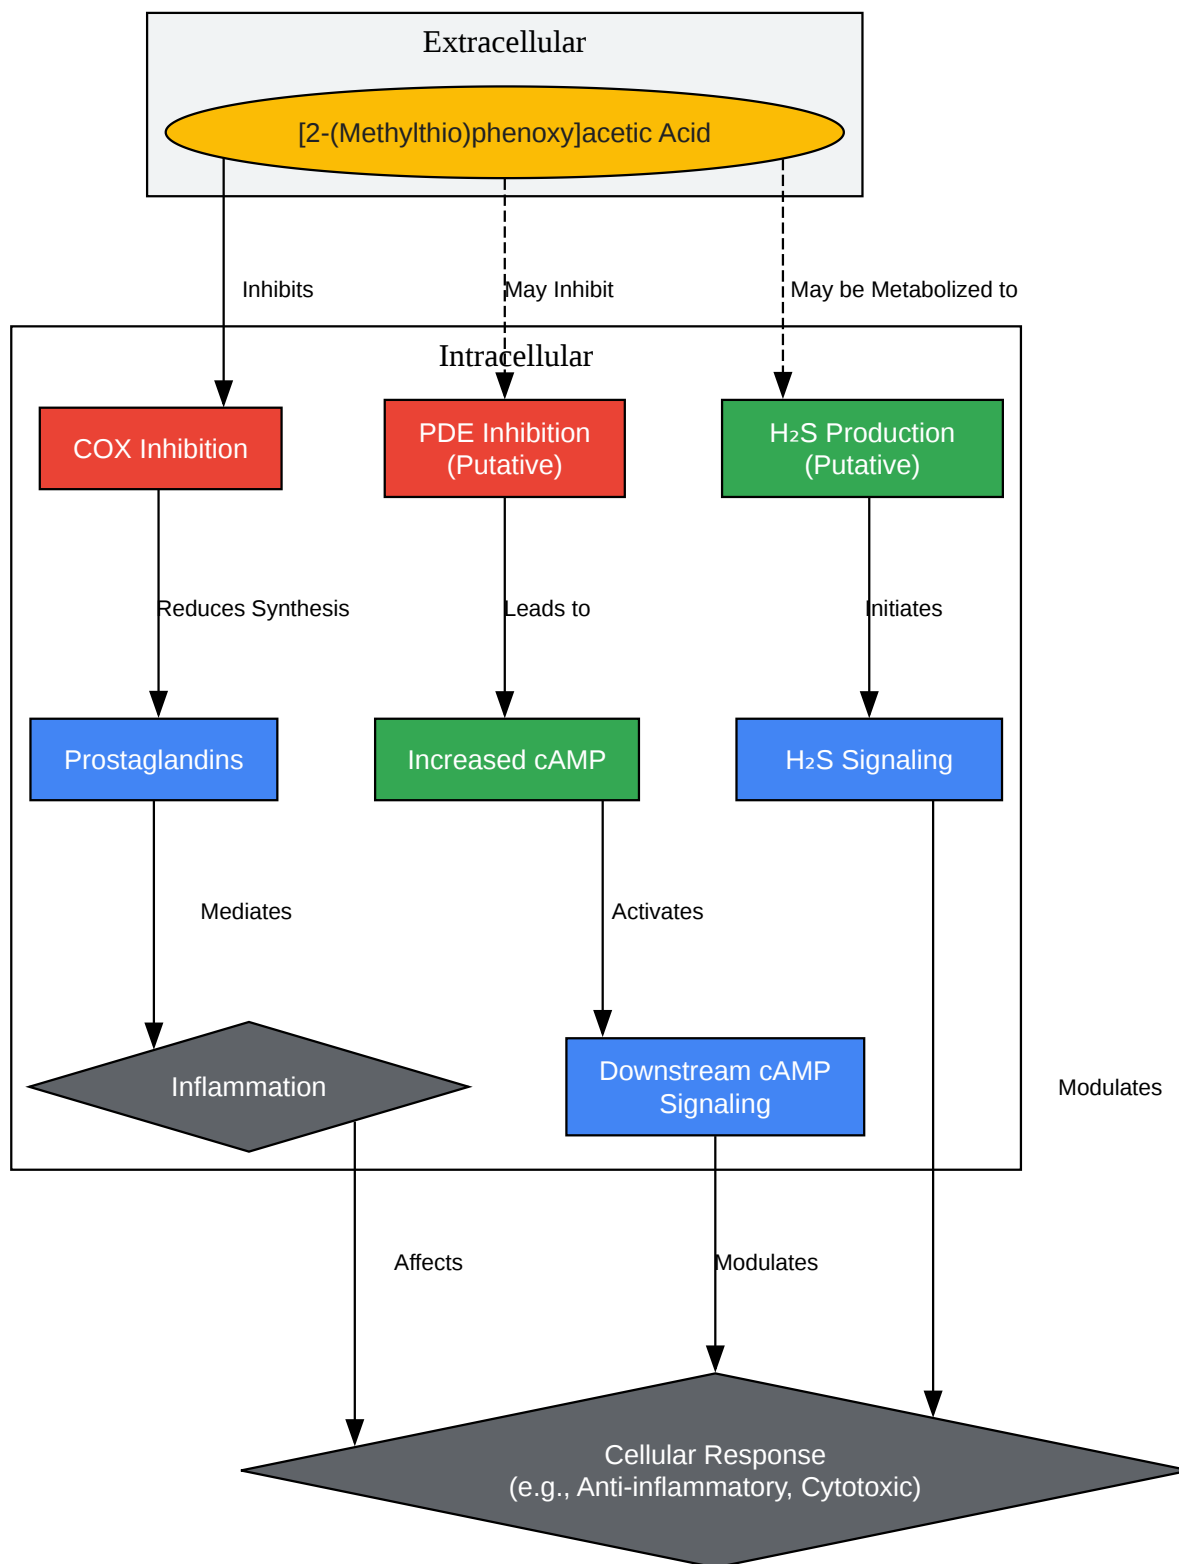 Extracellular
[2-(Methylthio)phenoxy]acetic Acid
Inhibits
May Inhibit
May be Metabolized to
Intracellular
COX Inhibition
PDE Inhibition
(Putative)
H₂S Production
(Putative)
Reduces Synthesis
Leads to
Initiates
Prostaglandins
Increased cAMP
H₂S Signaling
Mediates
Activates
Inflammation
Downstream cAMP
Signaling
Modulates
Affects
Modulates
Cellular Response
(e.g., Anti-inflammatory, Cytotoxic)